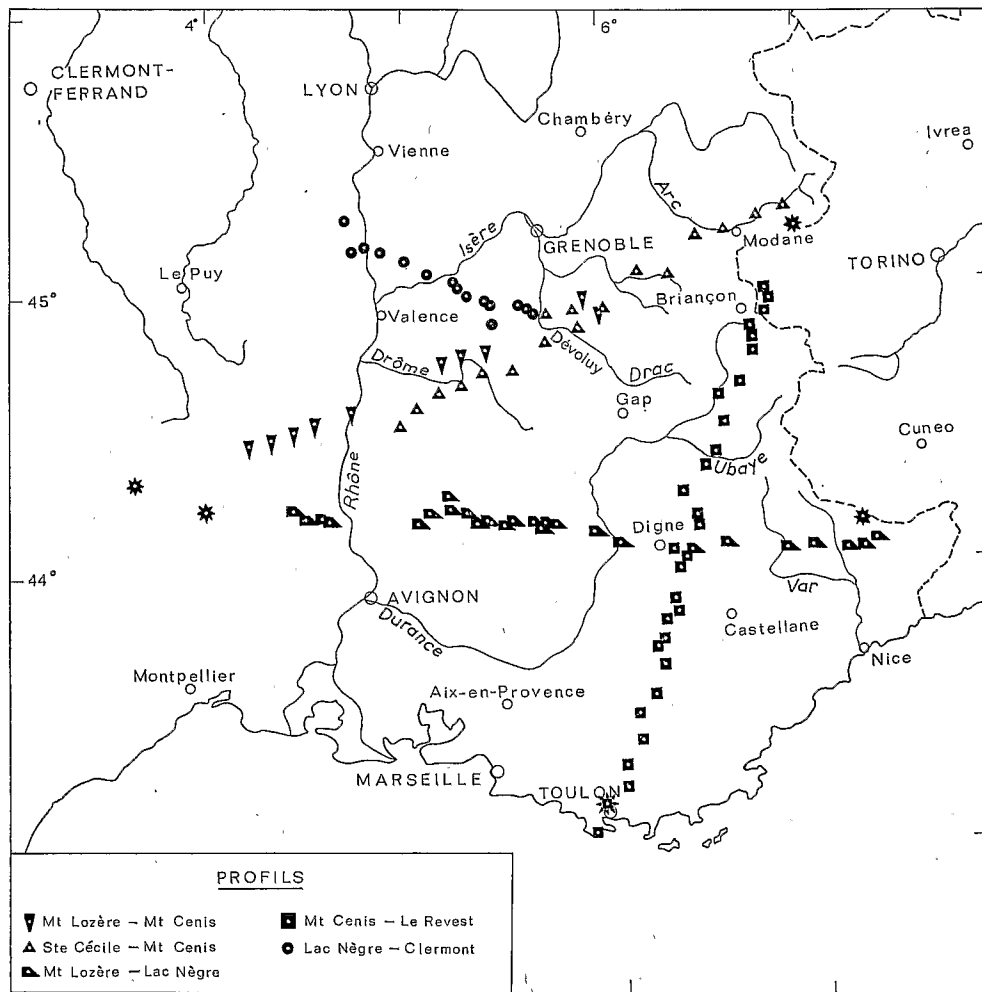 4°
6°
CLERMONT-
FERRAND
LYON
Chambéry
Ivrea
Vienne
Arc
Isère
GRENOBLE
Modane
TORINO
Le Puy
45°
Briançon
Valence
Dévoluy
Drôme
Drac
Gap
Cuneo
Ubaye
Rhône
Digne
44°
AVIGNON
Var
Durance
Castellane
Nice
Montpellier
Aix-en-Provence
MARSEILLE
TOULON
PROFILS
Mt Lozère – Mt Cenis
Mt Cenis – Le Revest
Ste Cécile – Mt Cenis
Lac Nègre – Clermont
Mt Lozère – Lac Nègre